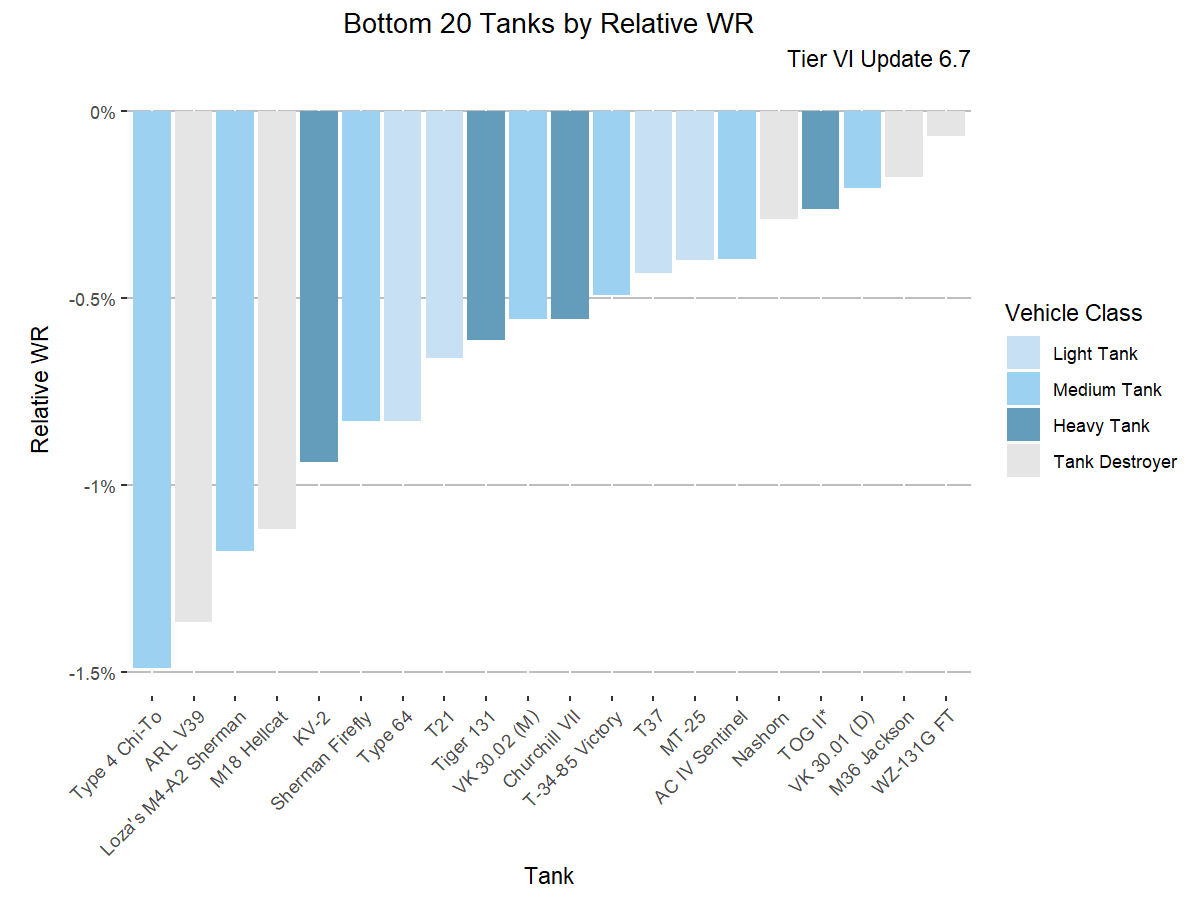 Bottom 20 Tanks by Relative WR
Tier VI Update 6.7
0%
-0.5%
-1%
-1.5%
Relative WR
Type 4 Chi-To
ARL V39
Loza's M4-A2 Sherman
M18 Hellcat
KV-2
Sherman Firefly
Type 64
T21
Tiger 131
VK 30.02 (M)
Churchill VII
T-34-85 Victory
T37
MT-25
AC IV Sentinel
Nashorn
TOG II*
VK 30.01 (D)
M36 Jackson
WZ-131G FT
Tank
Vehicle Class
Light Tank
Medium Tank
Heavy Tank
Tank Destroyer